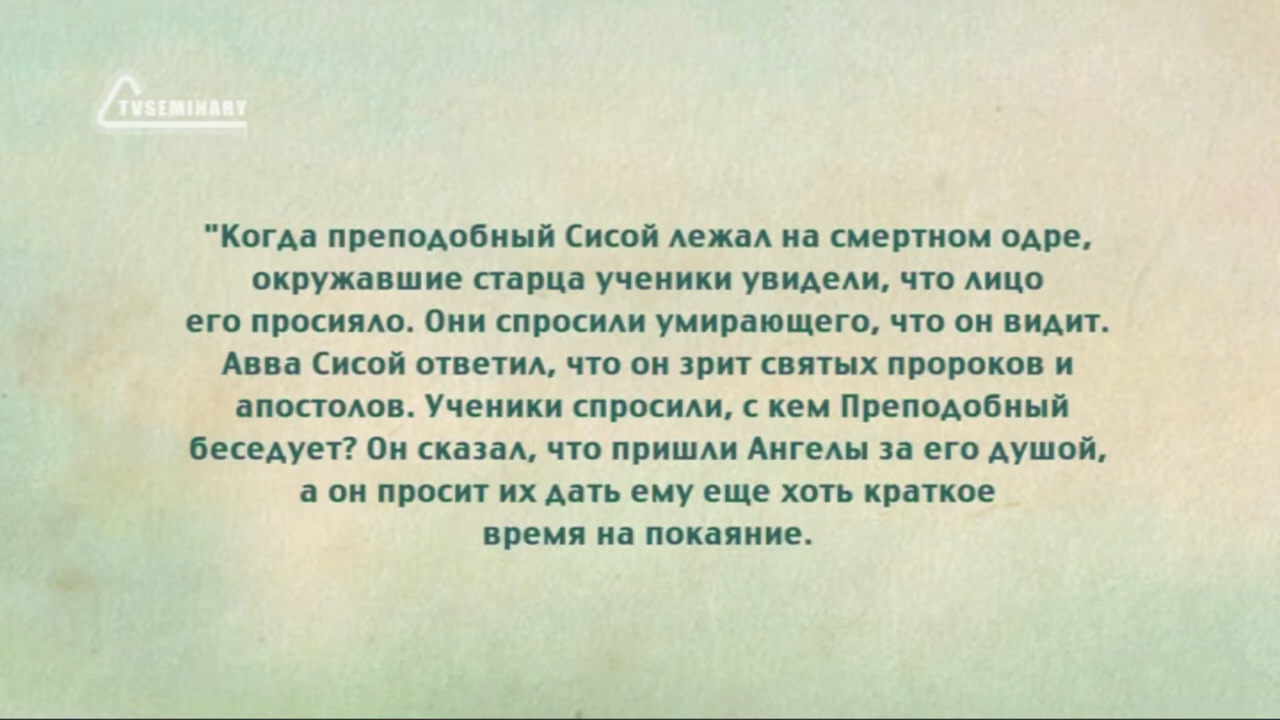 TVSEMINARY
"Когда преподобный Сисой лежал на смертном одре,
окружавшие старца ученики увидели, что лицо
его просияло. Они спросили умирающего, что он видит.
Авва Сисой ответил, что он зрит святых пророков и
апостолов. Ученики спросили, с кем Преподобный
беседует? Он сказал, что пришли Ангелы за его душой,
а он просит их дать ему еще хоть краткое
время на покаяние.